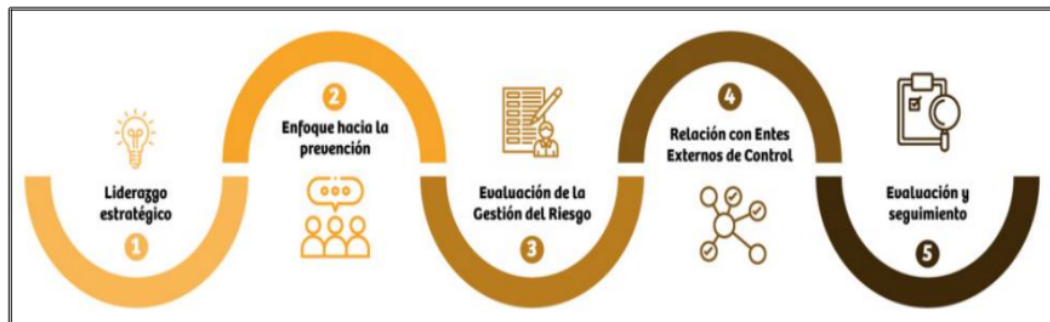 Liderazgo
estratégico
1
2
Enfoque hacia la
prevención
Evaluación de la
Gestión del Riesgo
3
4
Relación con Entes
Externos de Control
Evaluación y
seguimiento
5